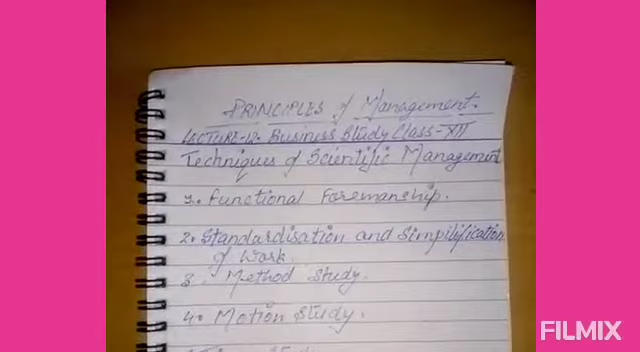 PRINCIPLES of Management.
LECTURE-12. Business Study Class-XII
Techniques of Scientific Management
1. Functional Foremanship.
2. Standardisation and Simplification
of Work.
3. Method Study.
4. Motion Study.
FILMIX